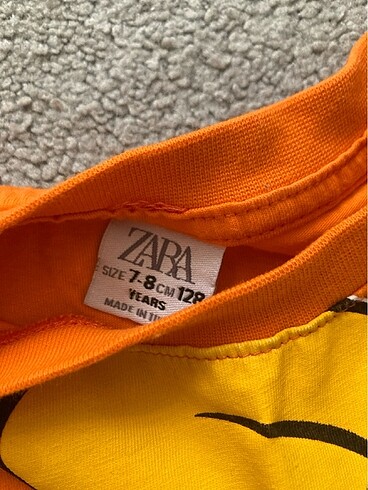 ZARA
SIZE 7-8 CM 128
YEARS
MADE IN